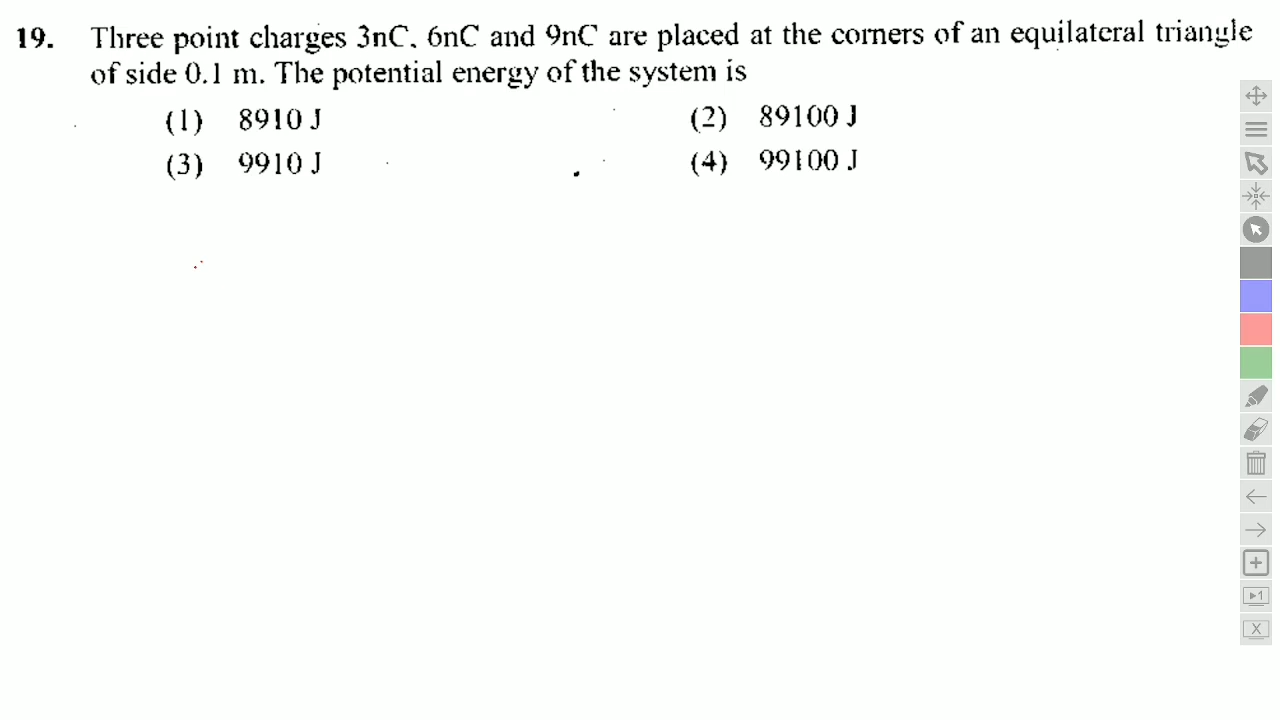 19. Three point charges 3nC, 6nC and 9nC are placed at the corners of an equilateral triangle
of side 0.1 m. The potential energy of the system is
(1) 8910 J (2) 89100 J
(3) 9910 J (4) 99100 J
1
X